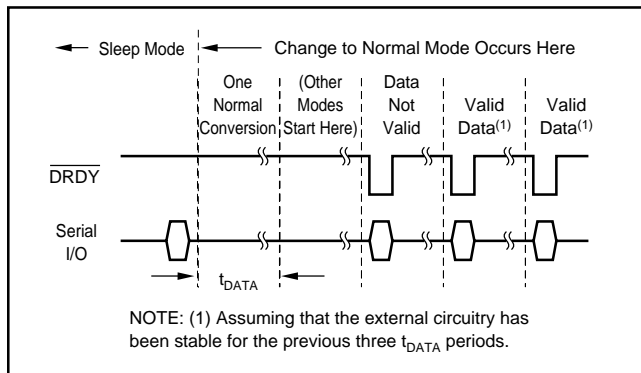 Sleep Mode
Change to Normal Mode Occurs Here
One
Normal
Conversion
(Other
Modes
Start Here)
Data
Not
Valid
Valid
Data(1)
Valid
Data(1)
DRDY
Serial
I/O
tDATA
NOTE: (1) Assuming that the external circuitry has
been stable for the previous three tDATA periods.